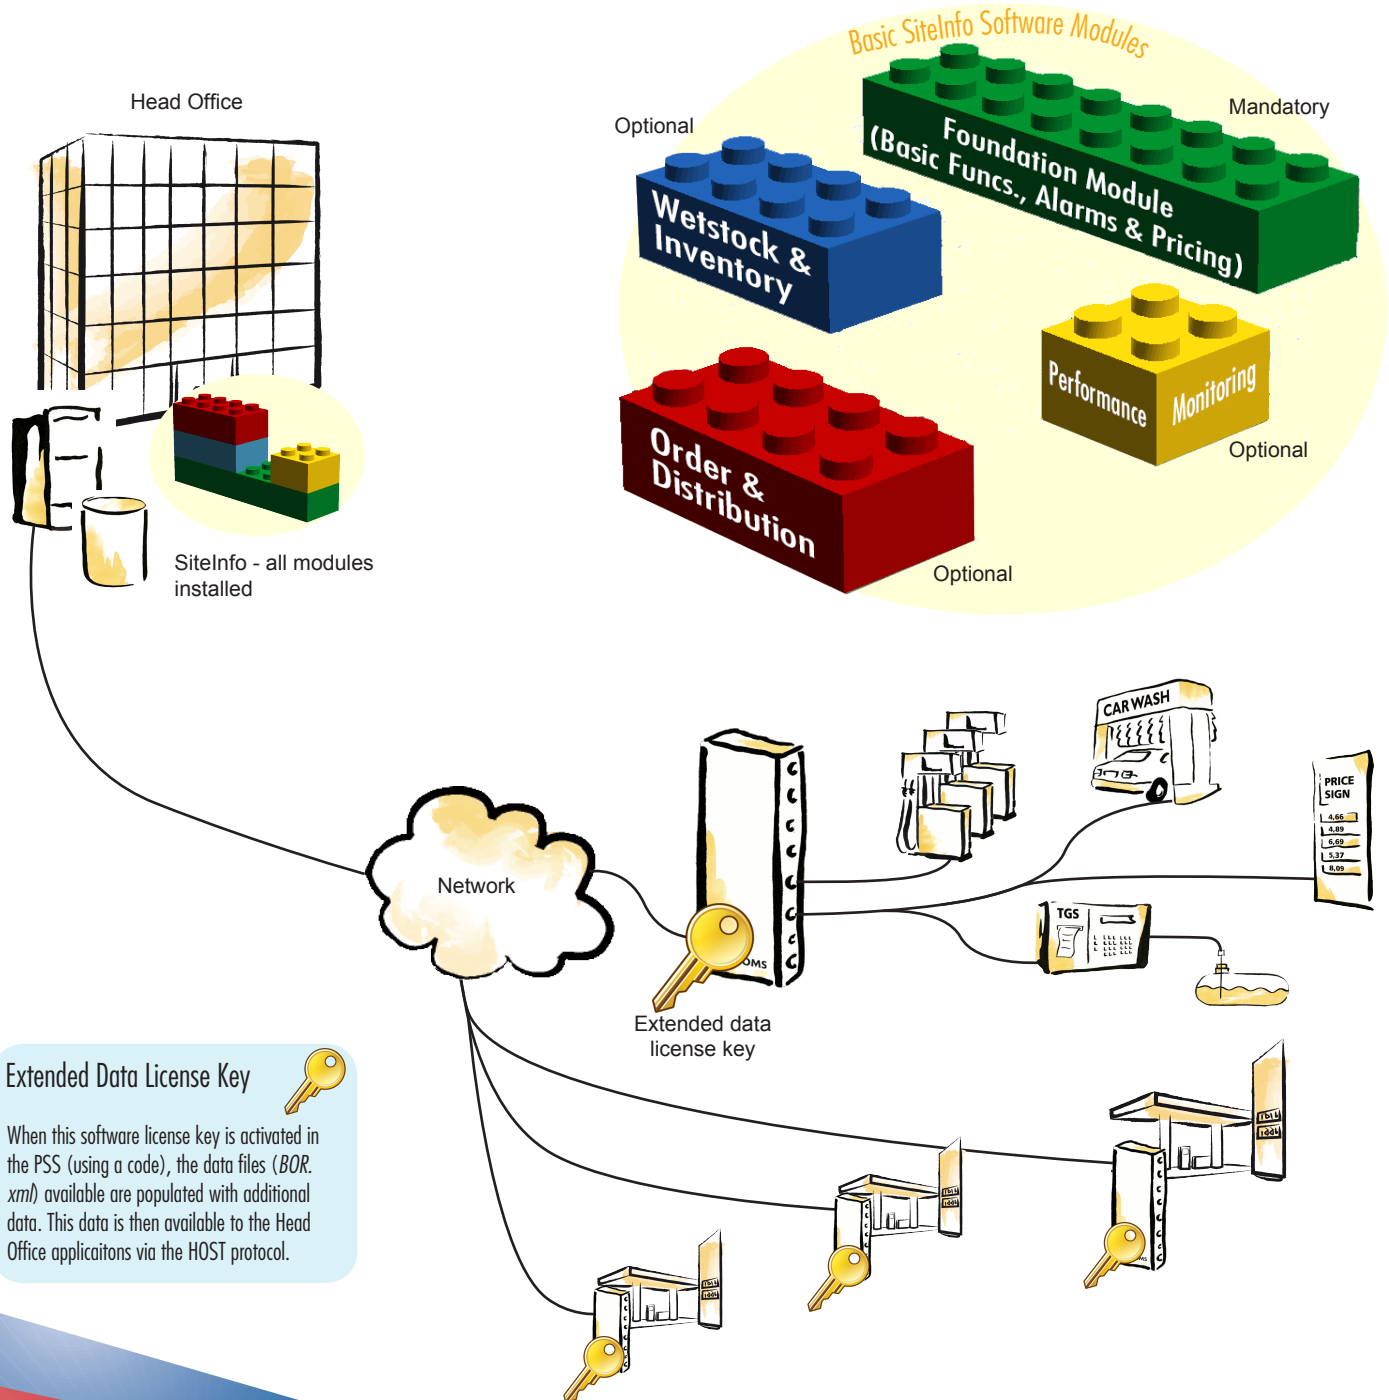 Basic SiteInfo Software Modules
Head Office
Optional
Mandatory
Foundation Module
(Basic Funcs., Alarms & Pricing)
Wetstock &
Inventory
Performance
Monitoring
Optional
Order &
Distribution
Optional
SiteInfo - all modules
installed
CAR WASH
PRICE
SIGN
4,66
4,89
6,69
5,37
8,09
Network
TGS
OMS
Extended data
license key
Extended Data License Key
When this software license key is activated in
the PSS (using a code), the data files (BOR.
xml) available are populated with additional
data. This data is then available to the Head
Office applicaitons via the HOST protocol.
MS